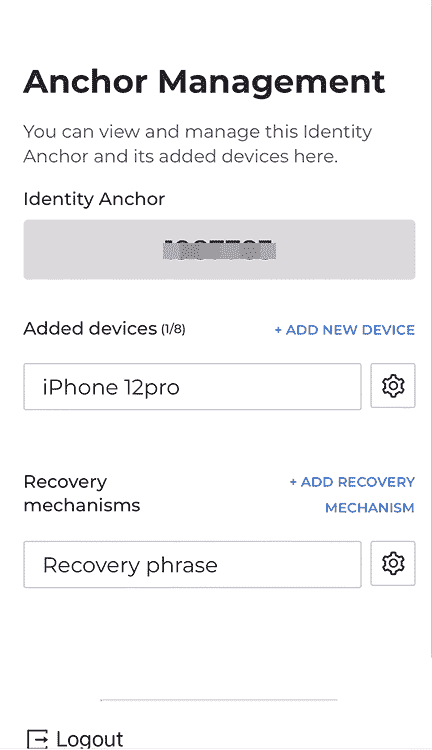 Anchor Management
You can view and manage this Identity
Anchor and its added devices here.
Identity Anchor
Added devices (1/8)
+ ADD NEW DEVICE
iPhone 12pro
Recovery
mechanisms
+ ADD RECOVERY
MECHANISM
Recovery phrase
Logout